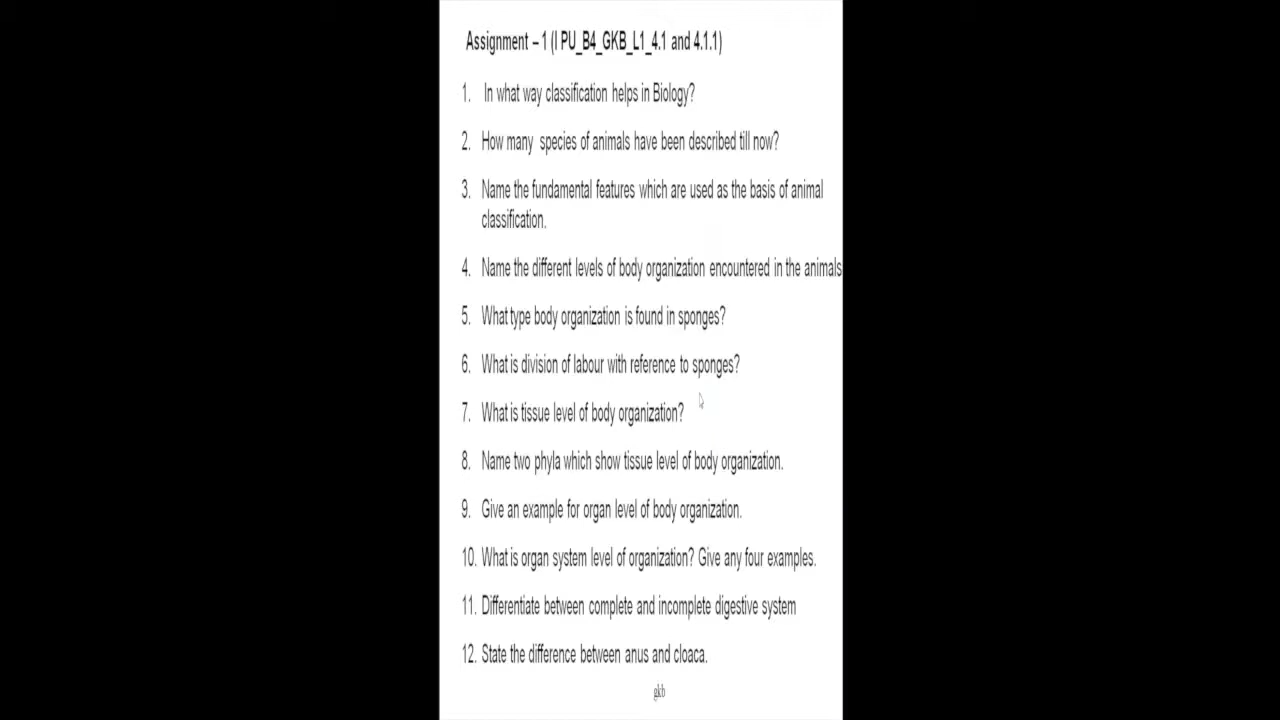 Assignment – 1 (I PU_B4_GKB_L1_4.1 and 4.1.1)
1. In what way classification helps in Biology?
2. How many species of animals have been described till now?
3. Name the fundamental features which are used as the basis of animal
classification.
4. Name the different levels of body organization encountered in the animals
5. What type body organization is found in sponges?
6. What is division of labour with reference to sponges?
7. What is tissue level of body organization?
8. Name two phyla which show tissue level of body organization.
9. Give an example for organ level of body organization.
10. What is organ system level of organization? Give any four examples.
11. Differentiate between complete and incomplete digestive system
12. State the difference between anus and cloaca.
gkb